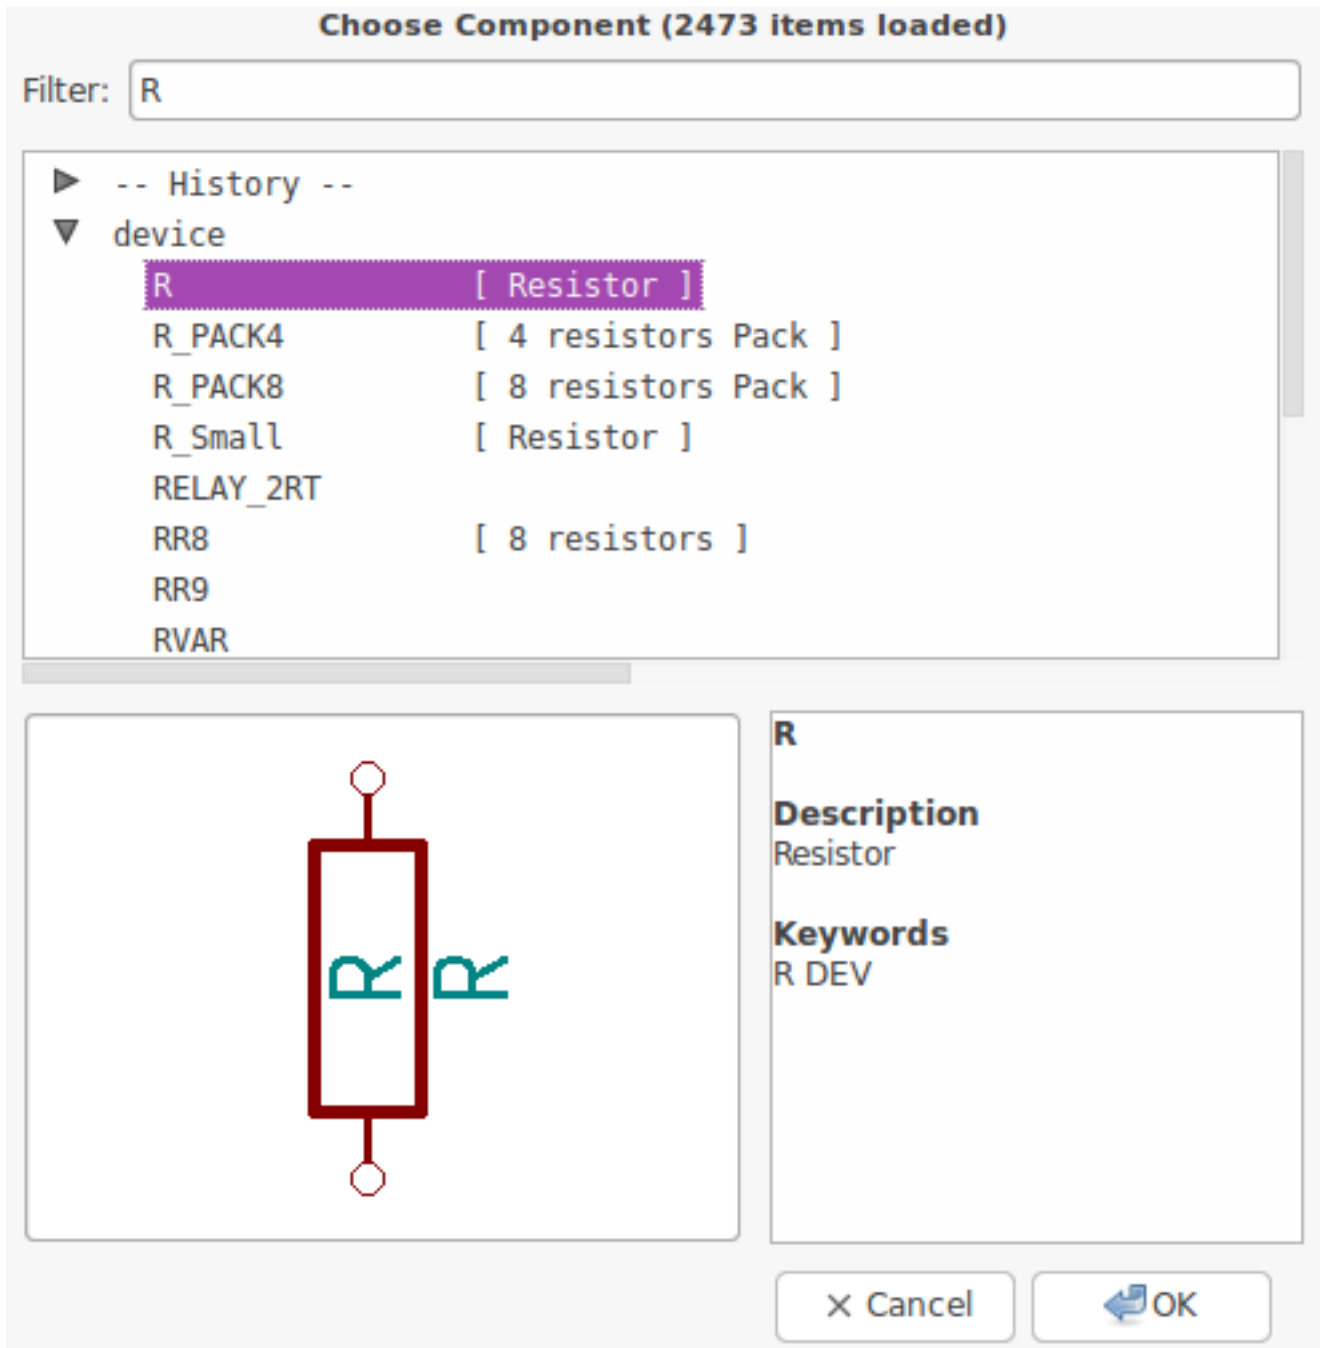 Choose Component (2473 items loaded)
Filter: R
-- History --
device
R [ Resistor ]
R_PACK4 [ 4 resistors Pack ]
R_PACK8 [ 8 resistors Pack ]
R_Small [ Resistor ]
RELAY_2RT
RR8 [ 8 resistors ]
RR9
RVAR
R R
R
Description
Resistor
Keywords
R DEV
Cancel OK